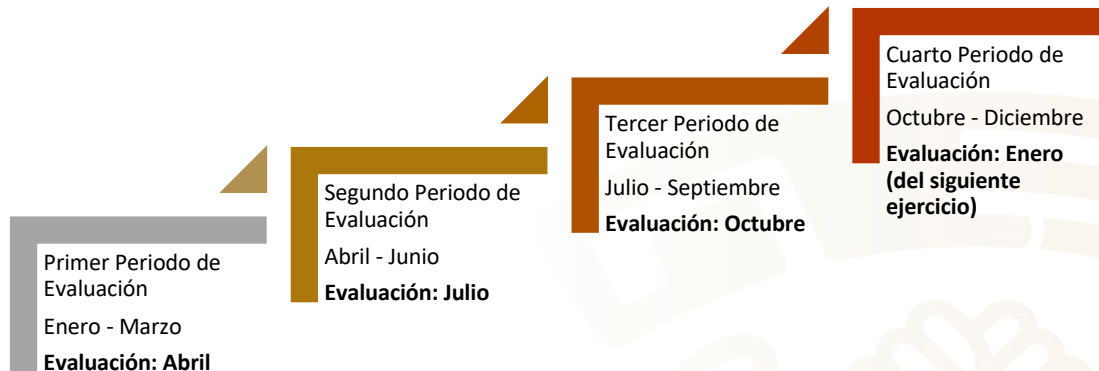 Primer Periodo de
Evaluación
Enero - Marzo
Evaluación: Abril
Segundo Periodo de
Evaluación
Abril - Junio
Evaluación: Julio
Tercer Periodo de
Evaluación
Julio - Septiembre
Evaluación: Octubre
Cuarto Periodo de
Evaluación
Octubre - Diciembre
Evaluación: Enero
(del siguiente
ejercicio)